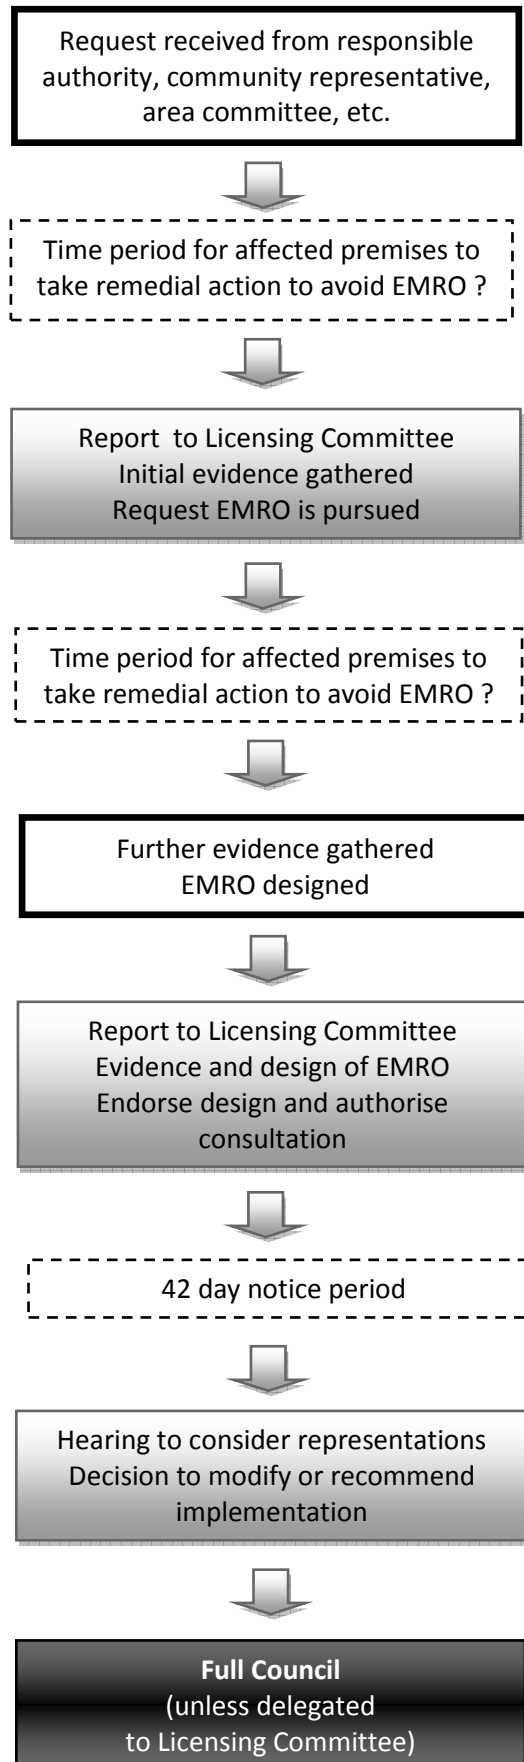 Request received from responsible
authority, community representative,
area committee, etc.
Time period for affected premises to
take remedial action to avoid EMRO ?
Report to Licensing Committee
Initial evidence gathered
Request EMRO is pursued
Time period for affected premises to
take remedial action to avoid EMRO ?
Further evidence gathered
EMRO designed
Report to Licensing Committee
Evidence and design of EMRO
Endorse design and authorise
consultation
42 day notice period
Hearing to consider representations
Decision to modify or recommend
implementation
Full Council
(unless delegated
to Licensing Committee)